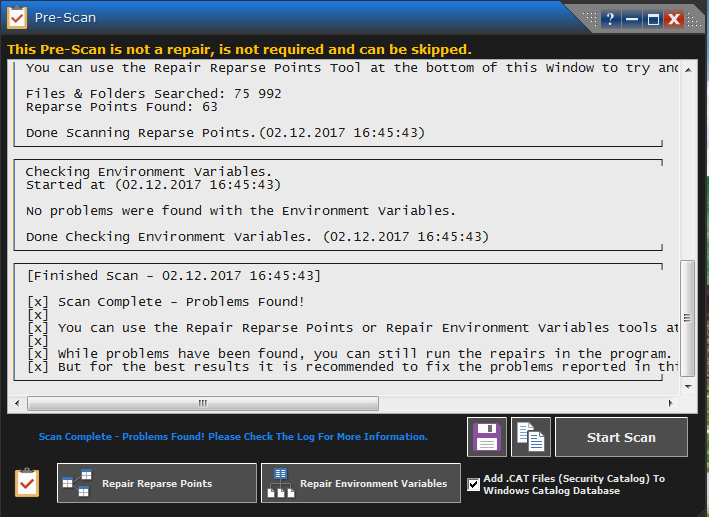 Pre-Scan
?
This Pre-Scan is not a repair, is not required and can be skipped.
You can use the Repair Reparse Points Tool at the bottom of this Window to try and
Files & Folders Searched: 75 992
Reparse Points Found: 63
Done Scanning Reparse Points.(02.12.2017 16:45:43)
Checking Environment Variables.
Started at (02.12.2017 16:45:43)
No problems were found with the Environment Variables.
Done Checking Environment Variables. (02.12.2017 16:45:43)
[Finished Scan - 02.12.2017 16:45:43]
[x] Scan Complete - Problems Found!
[x]
[x] You can use the Repair Reparse Points or Repair Environment Variables tools at
[x]
[x] While problems have been found, you can still run the repairs in the program.
[x] But for the best results it is recommended to fix the problems reported in thi
Scan Complete - Problems Found! Please Check The Log For More Information.
Start Scan
Repair Reparse Points
Repair Environment Variables
Add .CAT Files (Security Catalog) To
Windows Catalog Database